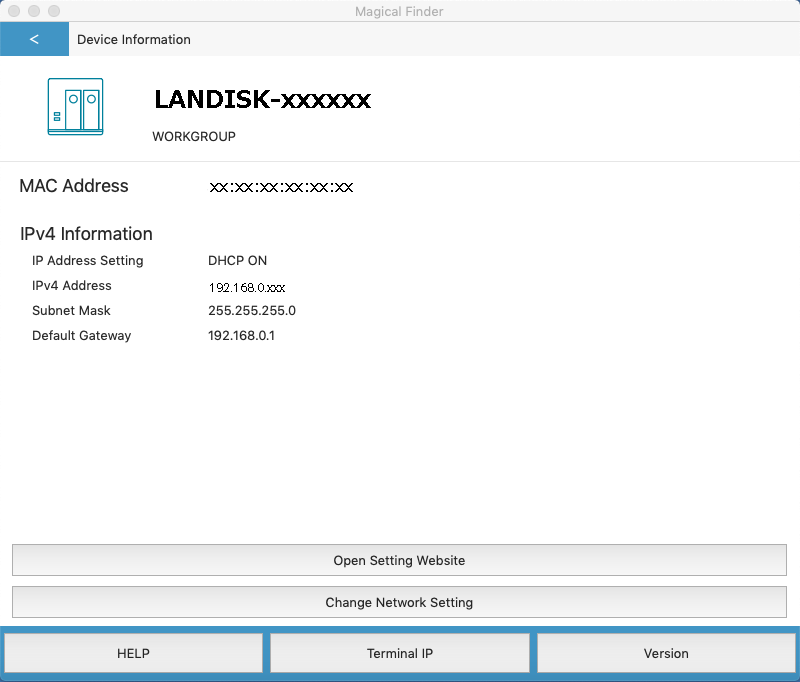 Magical Finder
< Device Information
LANDISK-xxxxxx
WORKGROUP
MAC Address xx:xx:xx:xx:xx:xx
IPv4 Information
IP Address Setting DHCP ON
IPv4 Address 192.168.0.xxx
Subnet Mask 255.255.255.0
Default Gateway 192.168.0.1
Open Setting Website
Change Network Setting
HELP Terminal IP Version